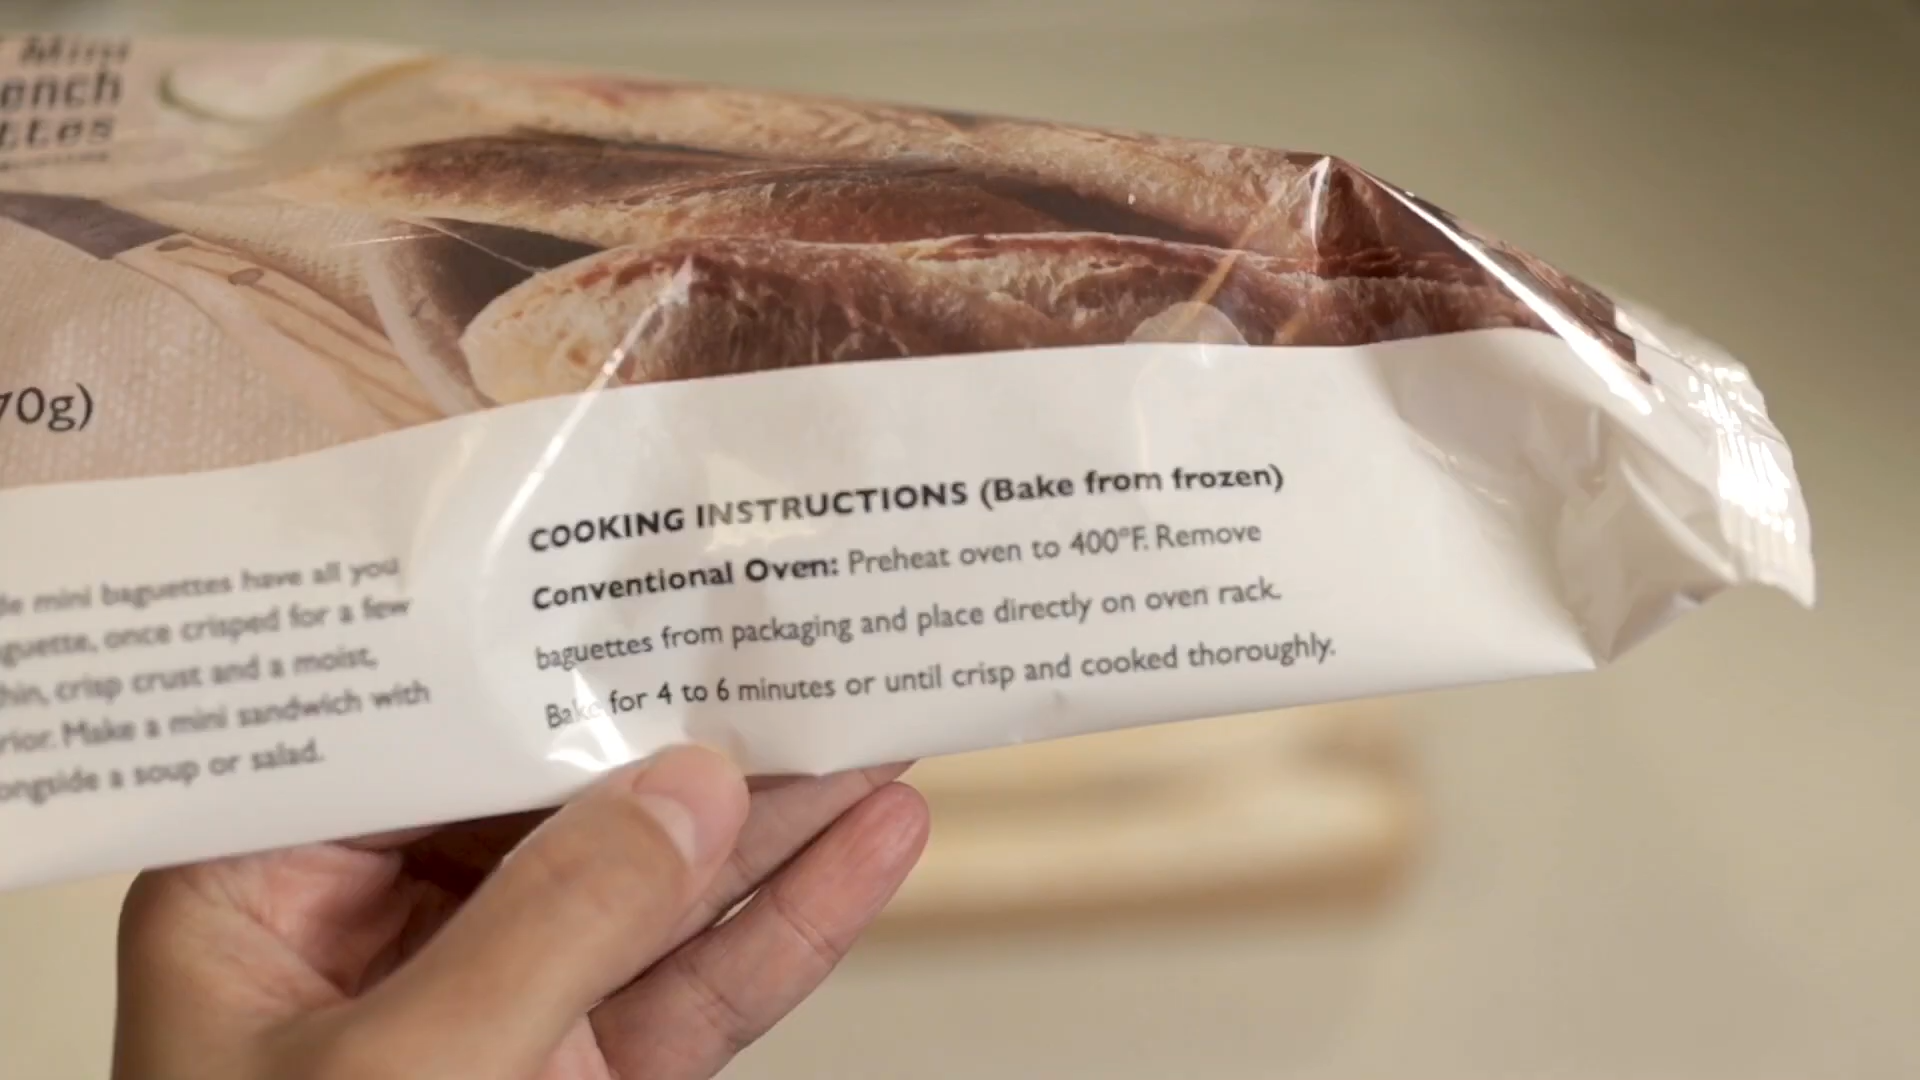 Mini
ench
ttes
70g)
le mini baguettes have all you
guette, once crisped for a few
hin, crisp crust and a moist,
rior. Make a mini sandwich with
ongside a soup or salad.
COOKING INSTRUCTIONS (Bake from frozen)
Conventional Oven: Preheat oven to 400°F. Remove
baguettes from packaging and place directly on oven rack.
Bake for 4 to 6 minutes or until crisp and cooked thoroughly.